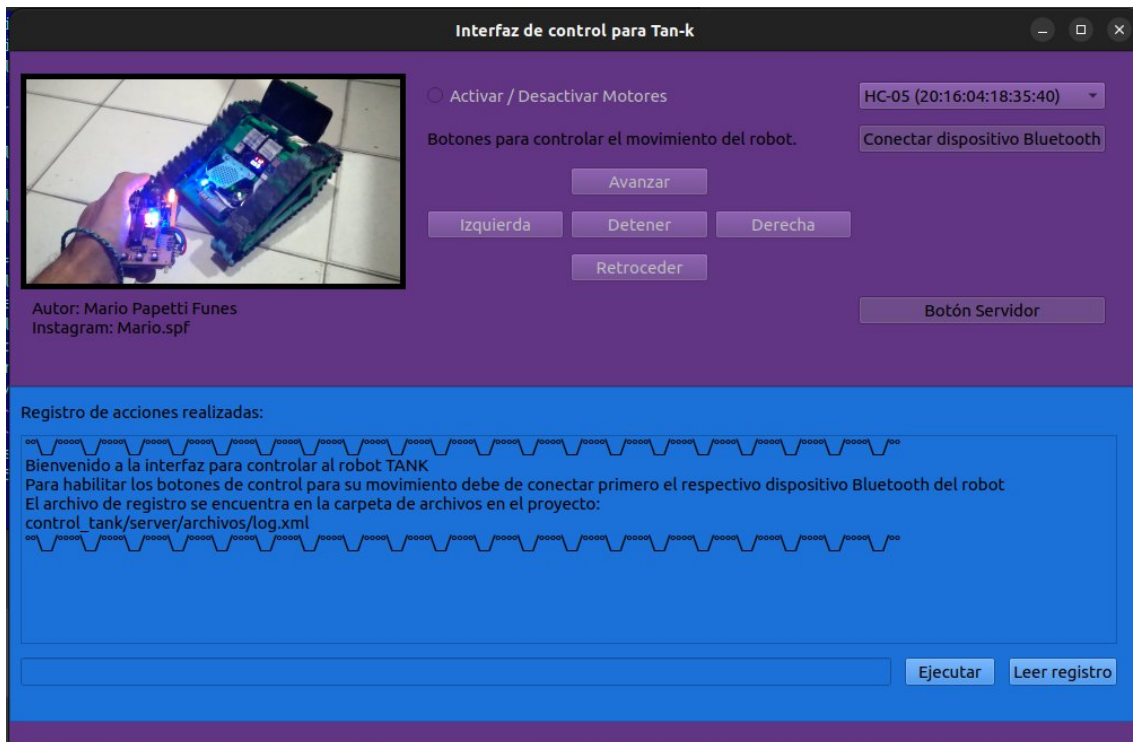 Interfaz de control para Tan-k
Activar / Desactivar Motores
HC-05 (20:16:04:18:35:40)
Botones para controlar el movimiento del robot.
Conectar dispositivo Bluetooth
Avanzar
Izquierda
Detener
Derecha
Retroceder
Autor: Mario Papetti Funes
Instagram: Mario.spf
Botón Servidor
Registro de acciones realizadas:
°°\_/°°°°\_/°°°°\_/°°°°\_/°°°°\_/°°°°\_/°°°°\_/°°°°\_/°°°°\_/°°°°\_/°°°°\_/°°°°\_/°°°°\_/°°°°\_/°°°°\_/°°°°\_/°°°°\_/°°°°\_/°°°°\_/°°°°\_/°°
Bienvenido a la interfaz para controlar al robot TANK
Para habilitar los botones de control para su movimiento debe de conectar primero el respectivo dispositivo Bluetooth del robot
El archivo de registro se encuentra en la carpeta de archivos en el proyecto:
control_tank/server/archivos/log.xml
°°\_/°°°°\_/°°°°\_/°°°°\_/°°°°\_/°°°°\_/°°°°\_/°°°°\_/°°°°\_/°°°°\_/°°°°\_/°°°°\_/°°°°\_/°°°°\_/°°°°\_/°°°°\_/°°°°\_/°°°°\_/°°°°\_/°°°°\_/°°
Ejecutar
Leer registro